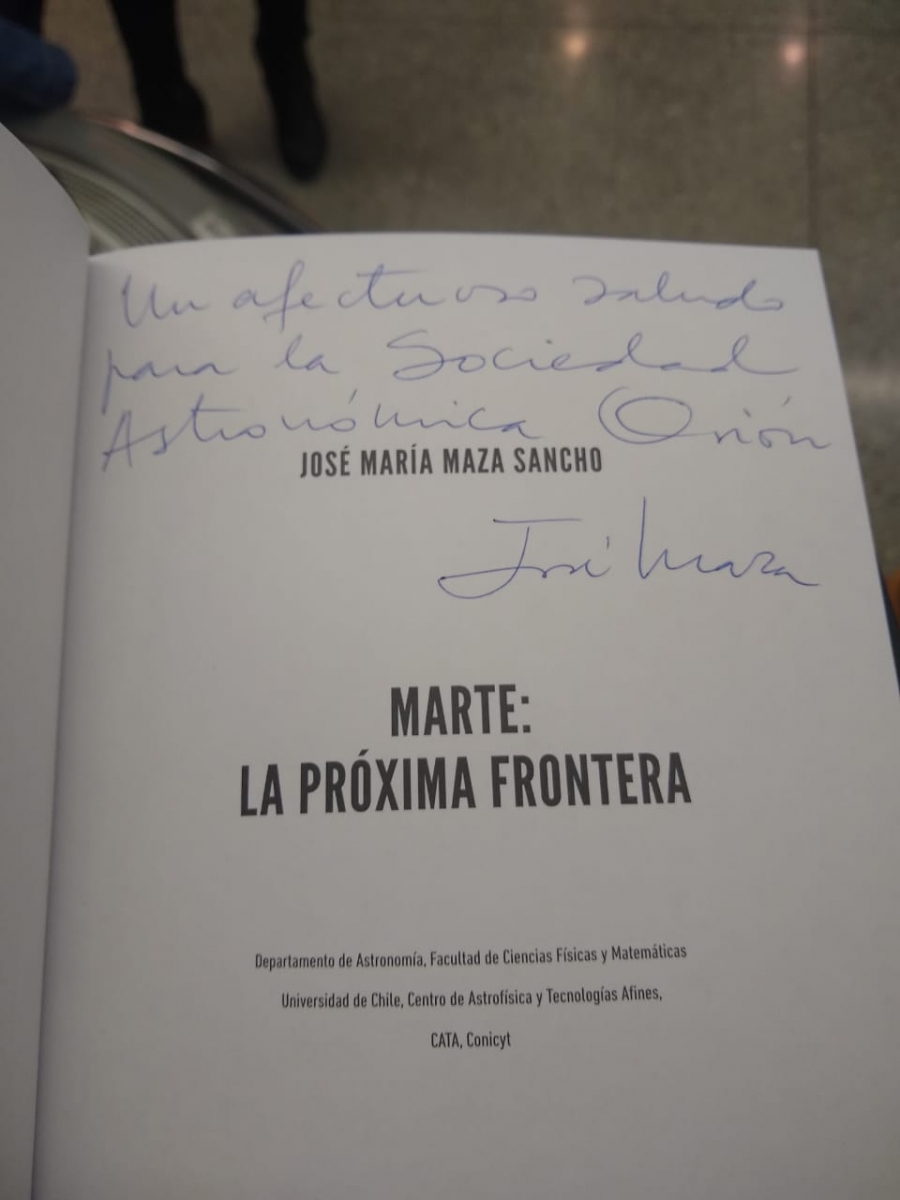 Un afectuoso saludo
para la Sociedad
Astronómica Orión
JOSÉ MARÍA MAZA SANCHO
José Maza
MARTE:
LA PRÓXIMA FRONTERA
Departamento de Astronomía, Facultad de Ciencias Físicas y Matemáticas
Universidad de Chile, Centro de Astrofísica y Tecnologías Afines,
CATA, Conicyt